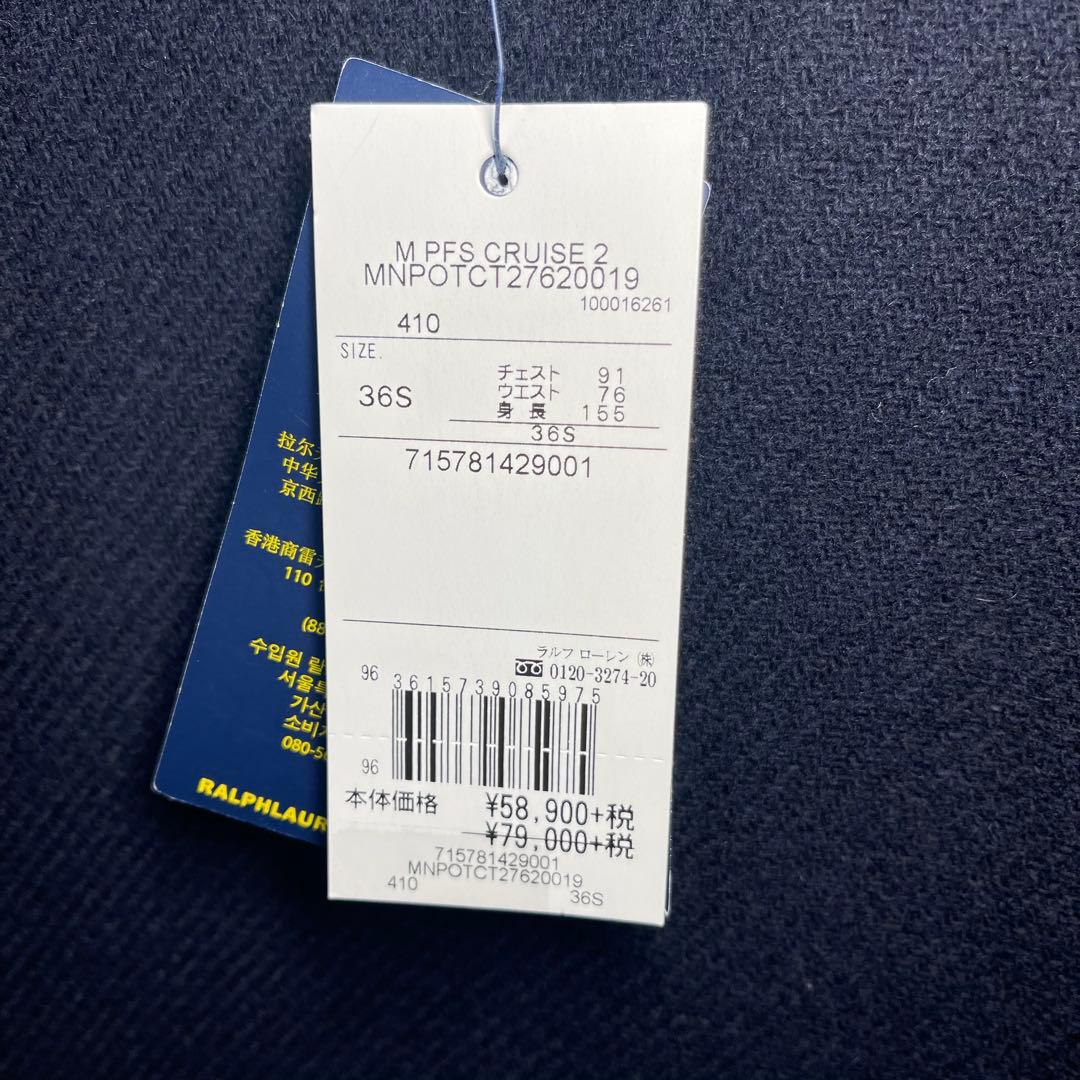 M PFS CRUISE 2
MNPOTCT27620019
100016261
410
SIZE.
36S
チェスト 91
ウエスト 76
身長 155
36S
715781429001
ラルフ ローレン (株)
0120-3274-20
96 3615739085975
96
本体価格 ¥58,900+税
¥79,000+税
715781429001
MNPOTCT27620019
410 36S
拉尔
中华
京西
香港商雷
110
(88
수입원
서울특
가산
소비
080-56
RALPHLAUR